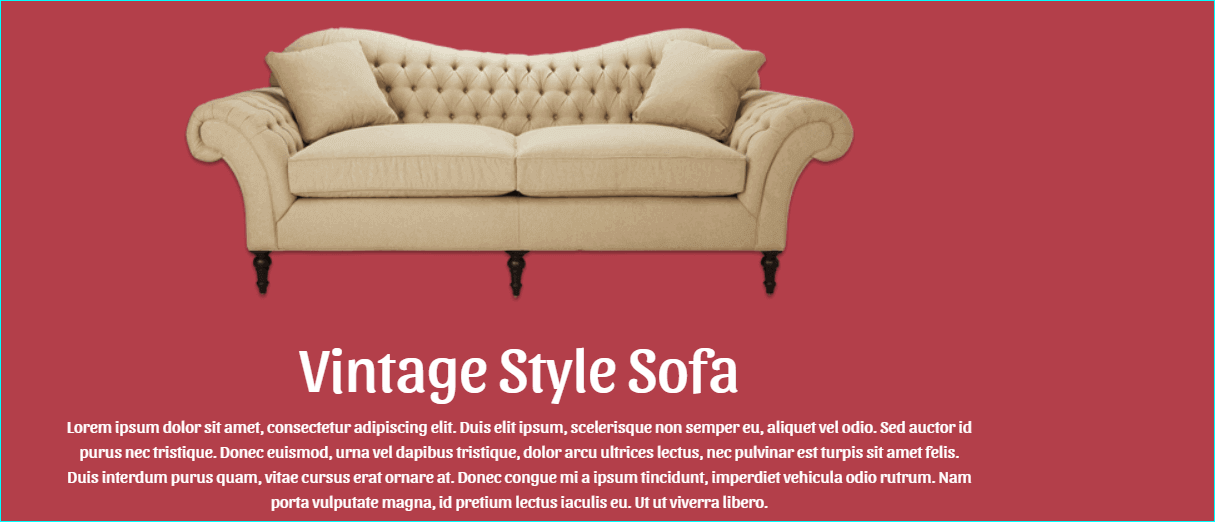 Vintage Style Sofa
Lorem ipsum dolor sit amet, consectetur adipiscing elit. Duis elit ipsum, scelerisque non semper eu, aliquet vel odio. Sed auctor id
purus nec tristique. Donec euismod, urna vel dapibus tristique, dolor arcu ultrices lectus, nec pulvinar est turpis sit amet felis.
Duis interdum purus quam, vitae cursus erat ornare at. Donec congue mi a ipsum tincidunt, imperdiet vehicula odio rutrum. Nam
porta vulputate magna, id pretium lectus iaculis eu. Ut ut viverra libero.